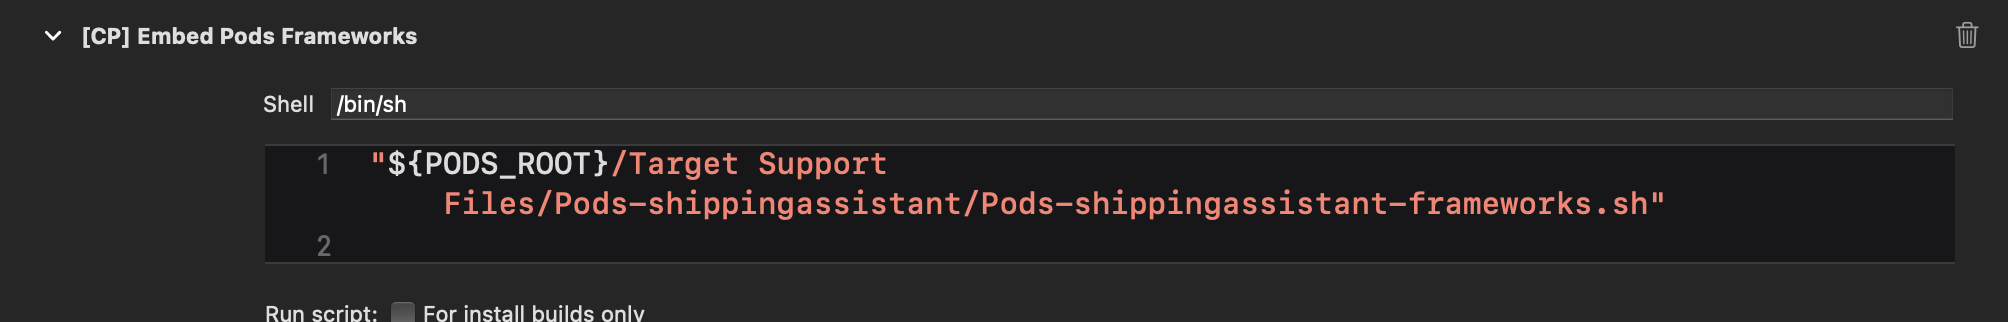 [CP] Embed Pods Frameworks
Shell /bin/sh
1 "${PODS_ROOT}/Target Support
Files/Pods-shippingassistant/Pods-shippingassistant-frameworks.sh"
2
Run script: For install builds only